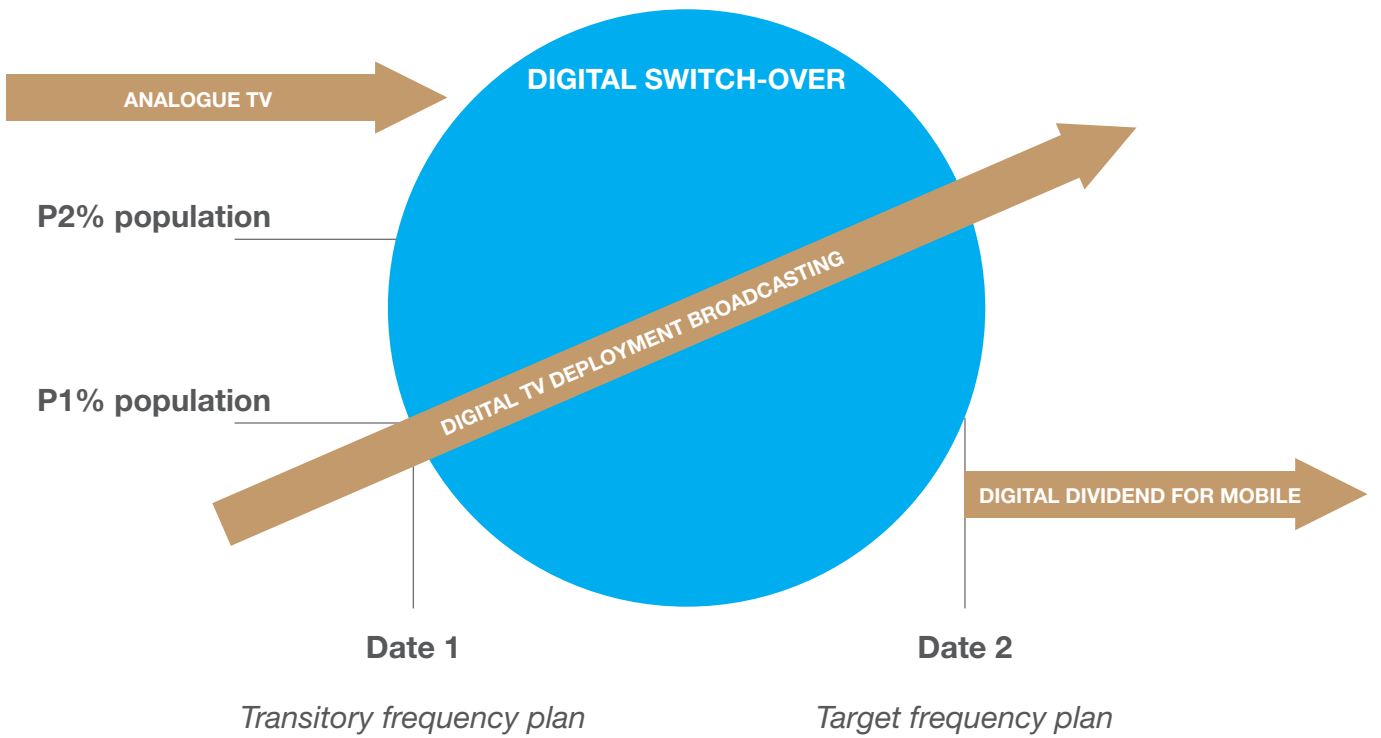 DIGITAL SWITCH-OVER
ANALOGUE TV
P2% population
DIGITAL TV DEPLOYMENT BROADCASTING
P1% population
DIGITAL DIVIDEND FOR MOBILE
Date 1
Date 2
Transitory frequency plan
Target frequency plan